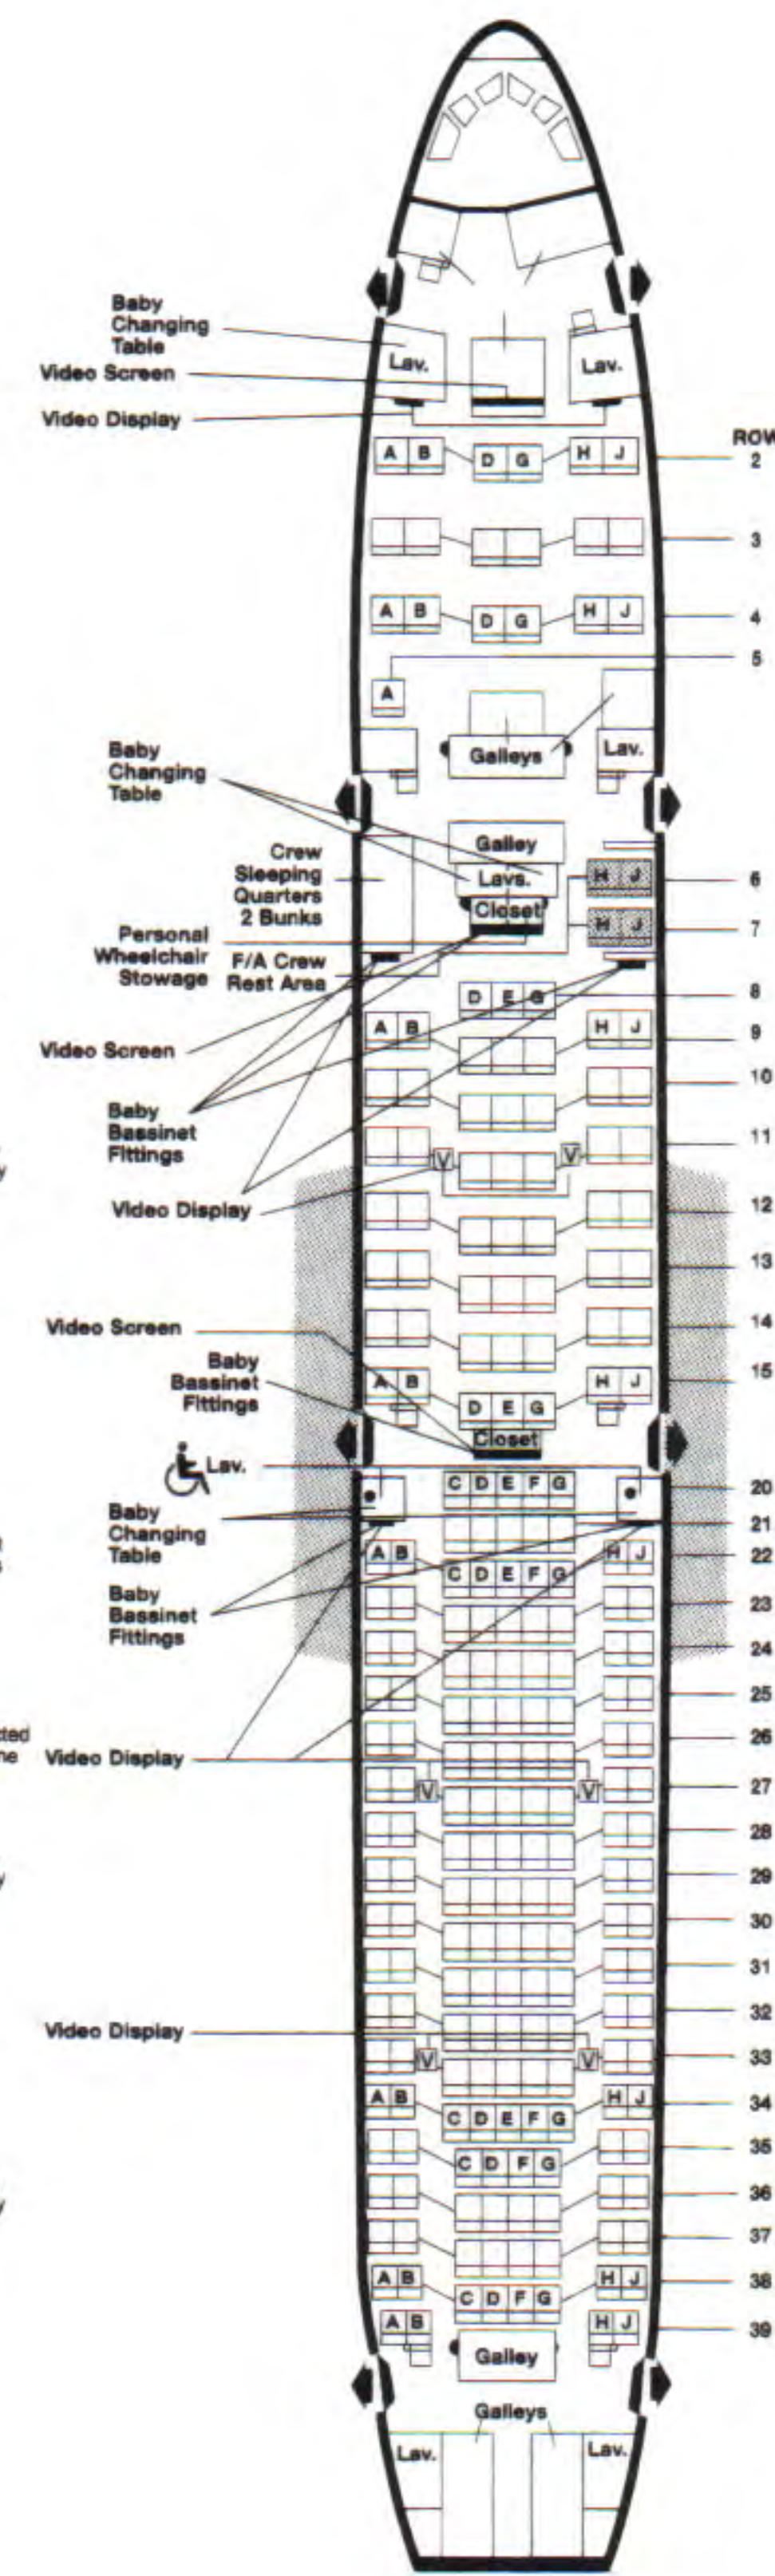 Baby
Changing
Table
Lav.
Lav.
Video Screen
Video Display
ROW
A B D G H J 2
3
A B D G H J 4
5
A
Galleys
Lav.
Baby
Changing
Table
Galley
Crew
Sleeping
Quarters
2 Bunks
Lavs.
H J 6
Closet
H J 7
Personal
Wheelchair
Stowage
F/A Crew
Rest Area
D E G 8
A B H J 9
Video Screen
10
Baby
Bassinet
Fittings
11
V V
Video Display
12
13
14
Video Screen
Baby
Bassinet
Fittings
A B D E G H J 15
Closet
Lav.
C D E F G 20
Baby
Changing
Table
21
A B C D E F G H J 22
Baby
Bassinet
Fittings
23
24
25
26
Video Display
V V 27
28
29
30
31
32
Video Display
V V 33
A B C D E F G H J 34
C D F G 35
36
37
A B C D F G H J 38
A B H J 39
Galley
Galleys
Lav.
Lav.